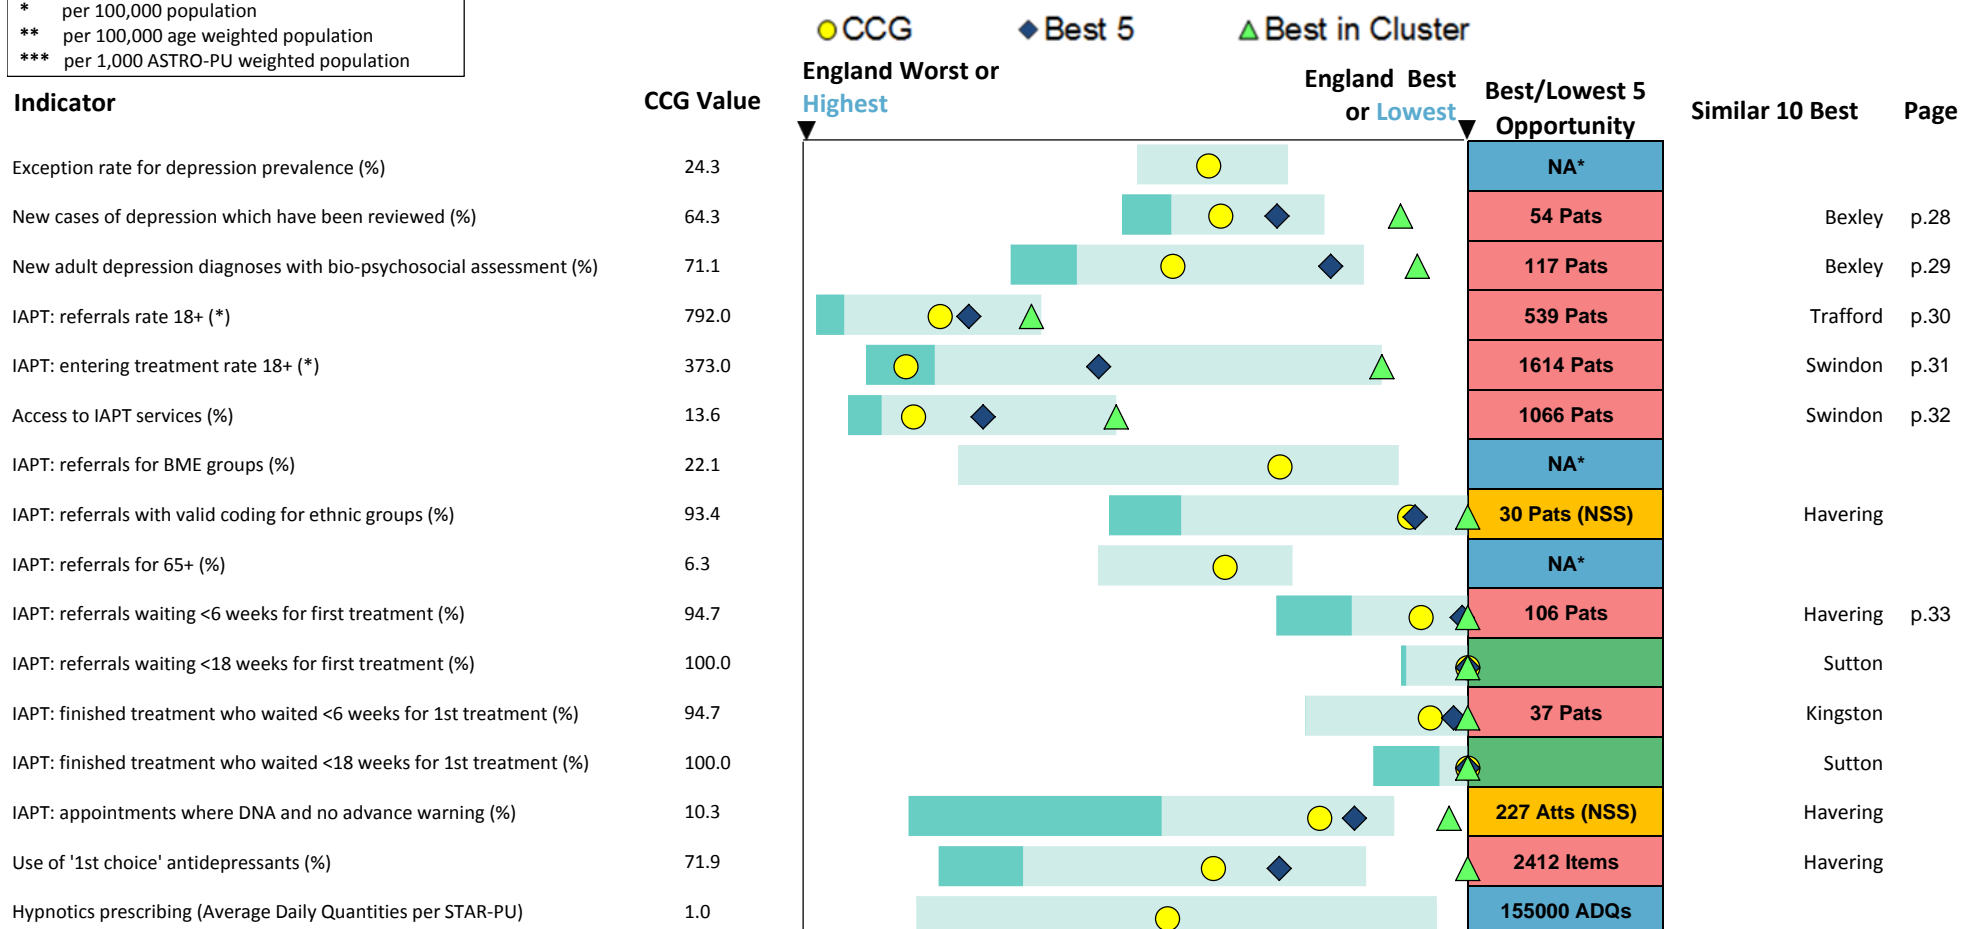 * per 100,000 population
** per 100,000 age weighted population
*** per 1,000 ASTRO-PU weighted population
CCG Best 5 Best in Cluster
Indicator CCG Value England Worst or Highest England Best or Lowest Best/Lowest 5 Opportunity Similar 10 Best Page
Exception rate for depression prevalence (%) 24.3 NA*
New cases of depression which have been reviewed (%) 64.3 54 Pats Bexley p.28
New adult depression diagnoses with bio-psychosocial assessment (%) 71.1 117 Pats Bexley p.29
IAPT: referrals rate 18+ (*) 792.0 539 Pats Trafford p.30
IAPT: entering treatment rate 18+ (*) 373.0 1614 Pats Swindon p.31
Access to IAPT services (%) 13.6 1066 Pats Swindon p.32
IAPT: referrals for BME groups (%) 22.1 NA*
IAPT: referrals with valid coding for ethnic groups (%) 93.4 30 Pats (NSS) Havering
IAPT: referrals for 65+ (%) 6.3 NA*
IAPT: referrals waiting <6 weeks for first treatment (%) 94.7 106 Pats Havering p.33
IAPT: referrals waiting <18 weeks for first treatment (%) 100.0 Sutton
IAPT: finished treatment who waited <6 weeks for 1st treatment (%) 94.7 37 Pats Kingston
IAPT: finished treatment who waited <18 weeks for 1st treatment (%) 100.0 Sutton
IAPT: appointments where DNA and no advance warning (%) 10.3 227 Atts (NSS) Havering
Use of '1st choice' antidepressants (%) 71.9 2412 Items Havering
Hypnotics prescribing (Average Daily Quantities per STAR-PU) 1.0 155000 ADQs